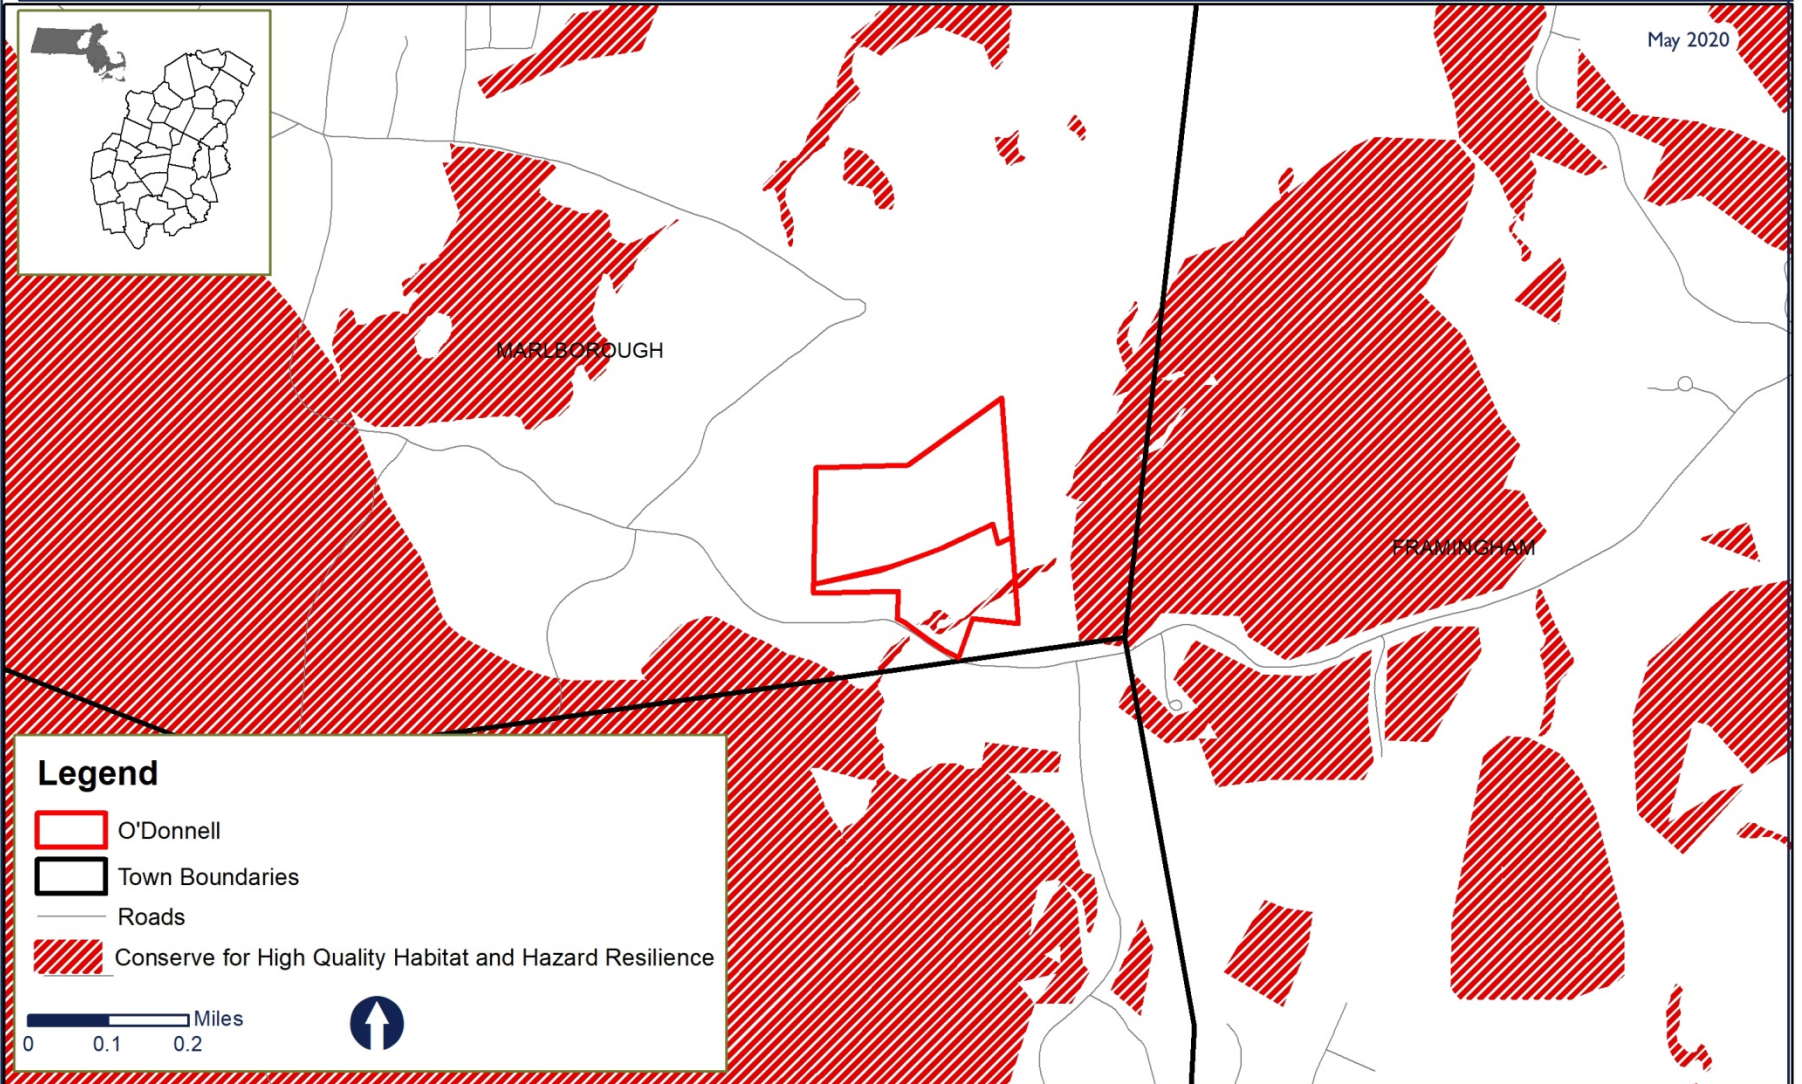 May 2020
MARLBOROUGH
FRAMINGHAM
Legend
O'Donnell
Town Boundaries
Roads
Conserve for High Quality Habitat and Hazard Resilience
Miles
0 0.1 0.2